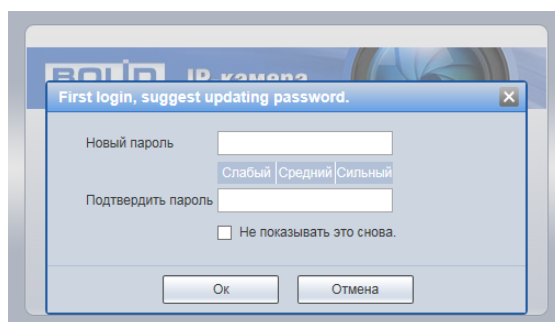 BOLID IP камера
First login, suggest updating password.
Новый пароль
Слабый Средний Сильный
Подтвердить пароль
Не показывать это снова.
Ок Отмена